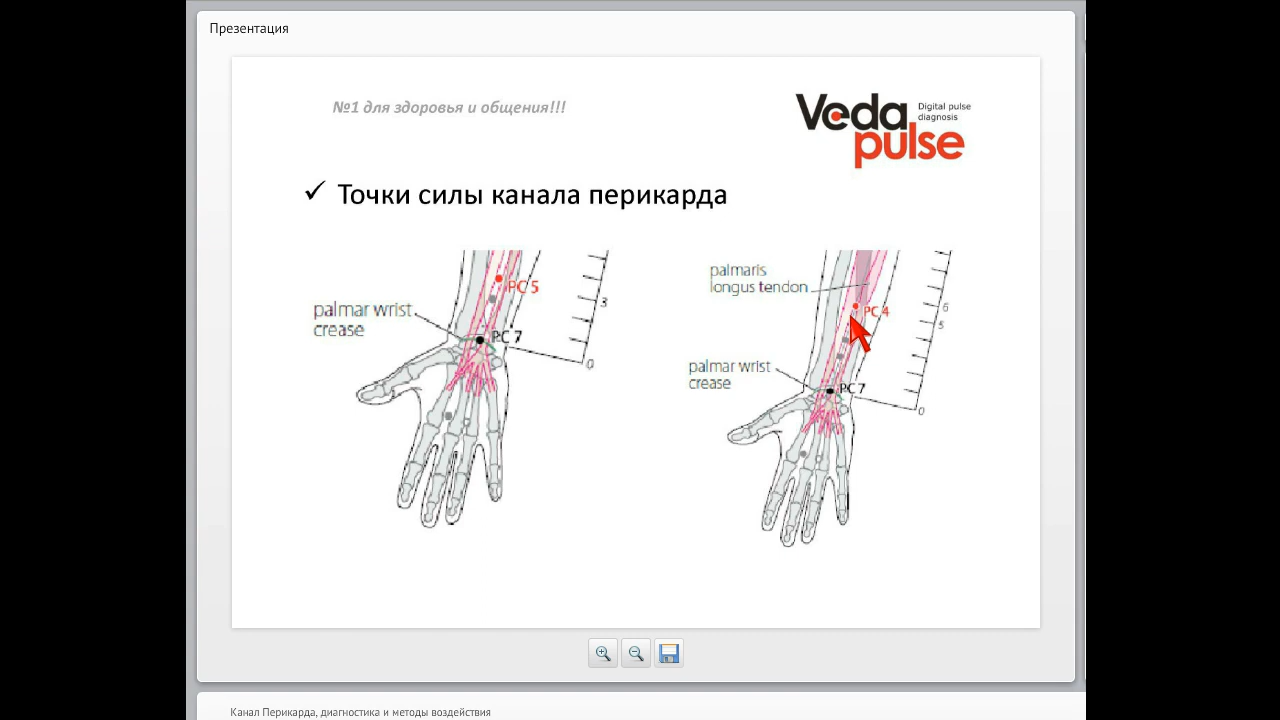 Презентация
№1 для здоровья и общения!!!
Veda
pulse
Digital pulse
diagnosis
✓ Точки силы канала перикарда
palmar wrist
crease
PC 5
PC 7
3
0
palmaris
longus tendon
PC 4
palmar wrist
crease
PC 7
6
5
0
Канал Перикарда, диагностика и методы воздействия